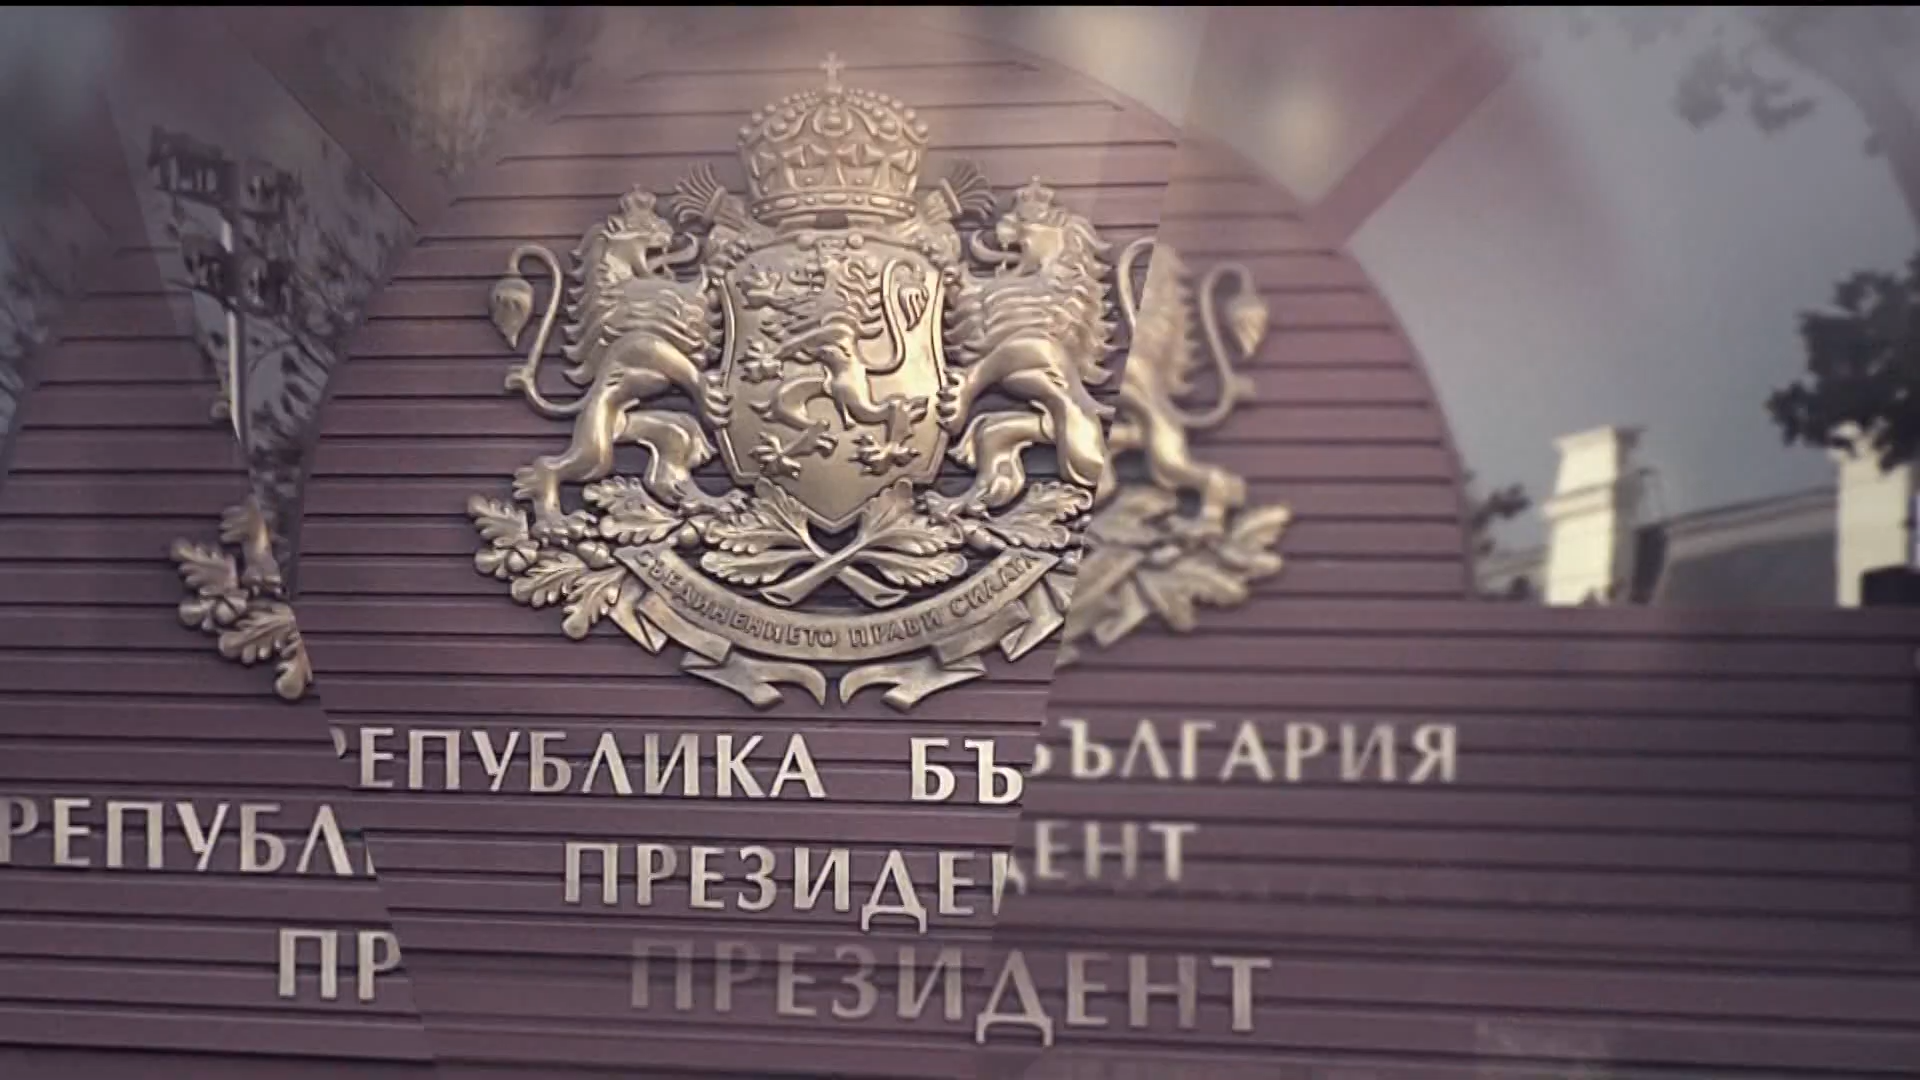 СЪЕДИНЕНИЕТО ПРАВИ СИЛАТА
РЕПУБЛИКА БЪ
ЪЛГАРИЯ
РЕПУБЛ
ПРЕЗИДЕ
ЕНТ
ПР
ПРЕЗИДЕНТ